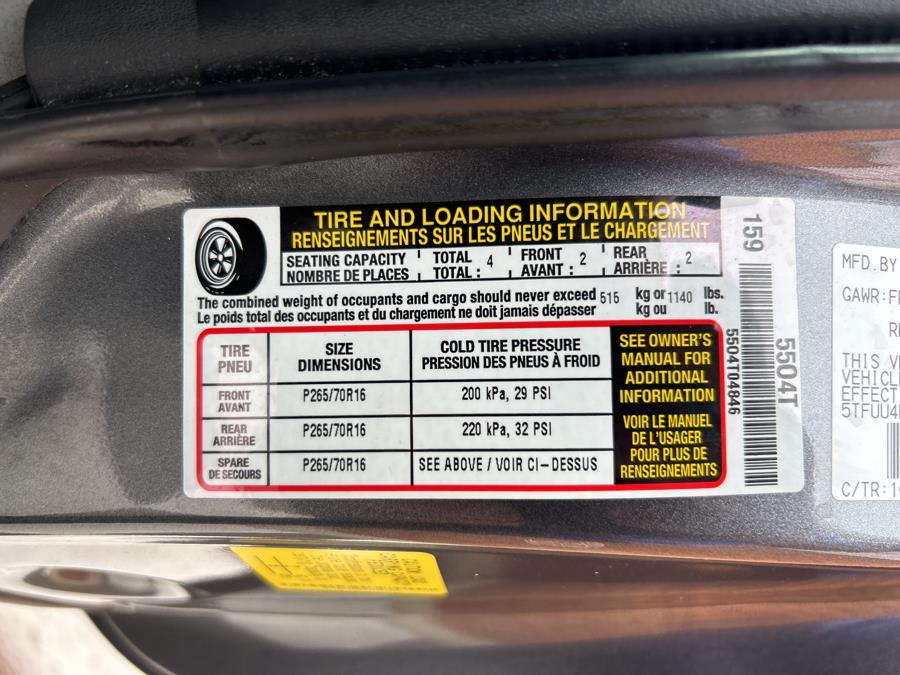 TIRE AND LOADING INFORMATION
RENSEIGNEMENTS SUR LES PNEUS ET LE CHARGEMENT
SEATING CAPACITY TOTAL 4 FRONT 2 REAR 2
NOMBRE DE PLACES TOTAL : AVANT : ARRIÈRE :
The combined weight of occupants and cargo should never exceed 515 kg or 1140 lbs.
Le poids total des occupants et du chargement ne doit jamais dépasser kg ou lb.
TIRE SIZE COLD TIRE PRESSURE
PNEU DIMENSIONS PRESSION DES PNEUS À FROID
FRONT
AVANT P265/70R16 200 kPa, 29 PSI
REAR
ARRIÈRE P265/70R16 220 kPa, 32 PSI
SPARE
DE SECOURS P265/70R16 SEE ABOVE / VOIR CI-DESSUS
SEE OWNER'S
MANUAL FOR
ADDITIONAL
INFORMATION
VOIR LE MANUEL
DE L'USAGER
POUR PLUS DE
RENSEIGNEMENTS
159
5504T04846
5504T
MFD.BY
GAWR:F
R
THIS V
VEHICL
EFFECT
5TFUU4
C/TR:1